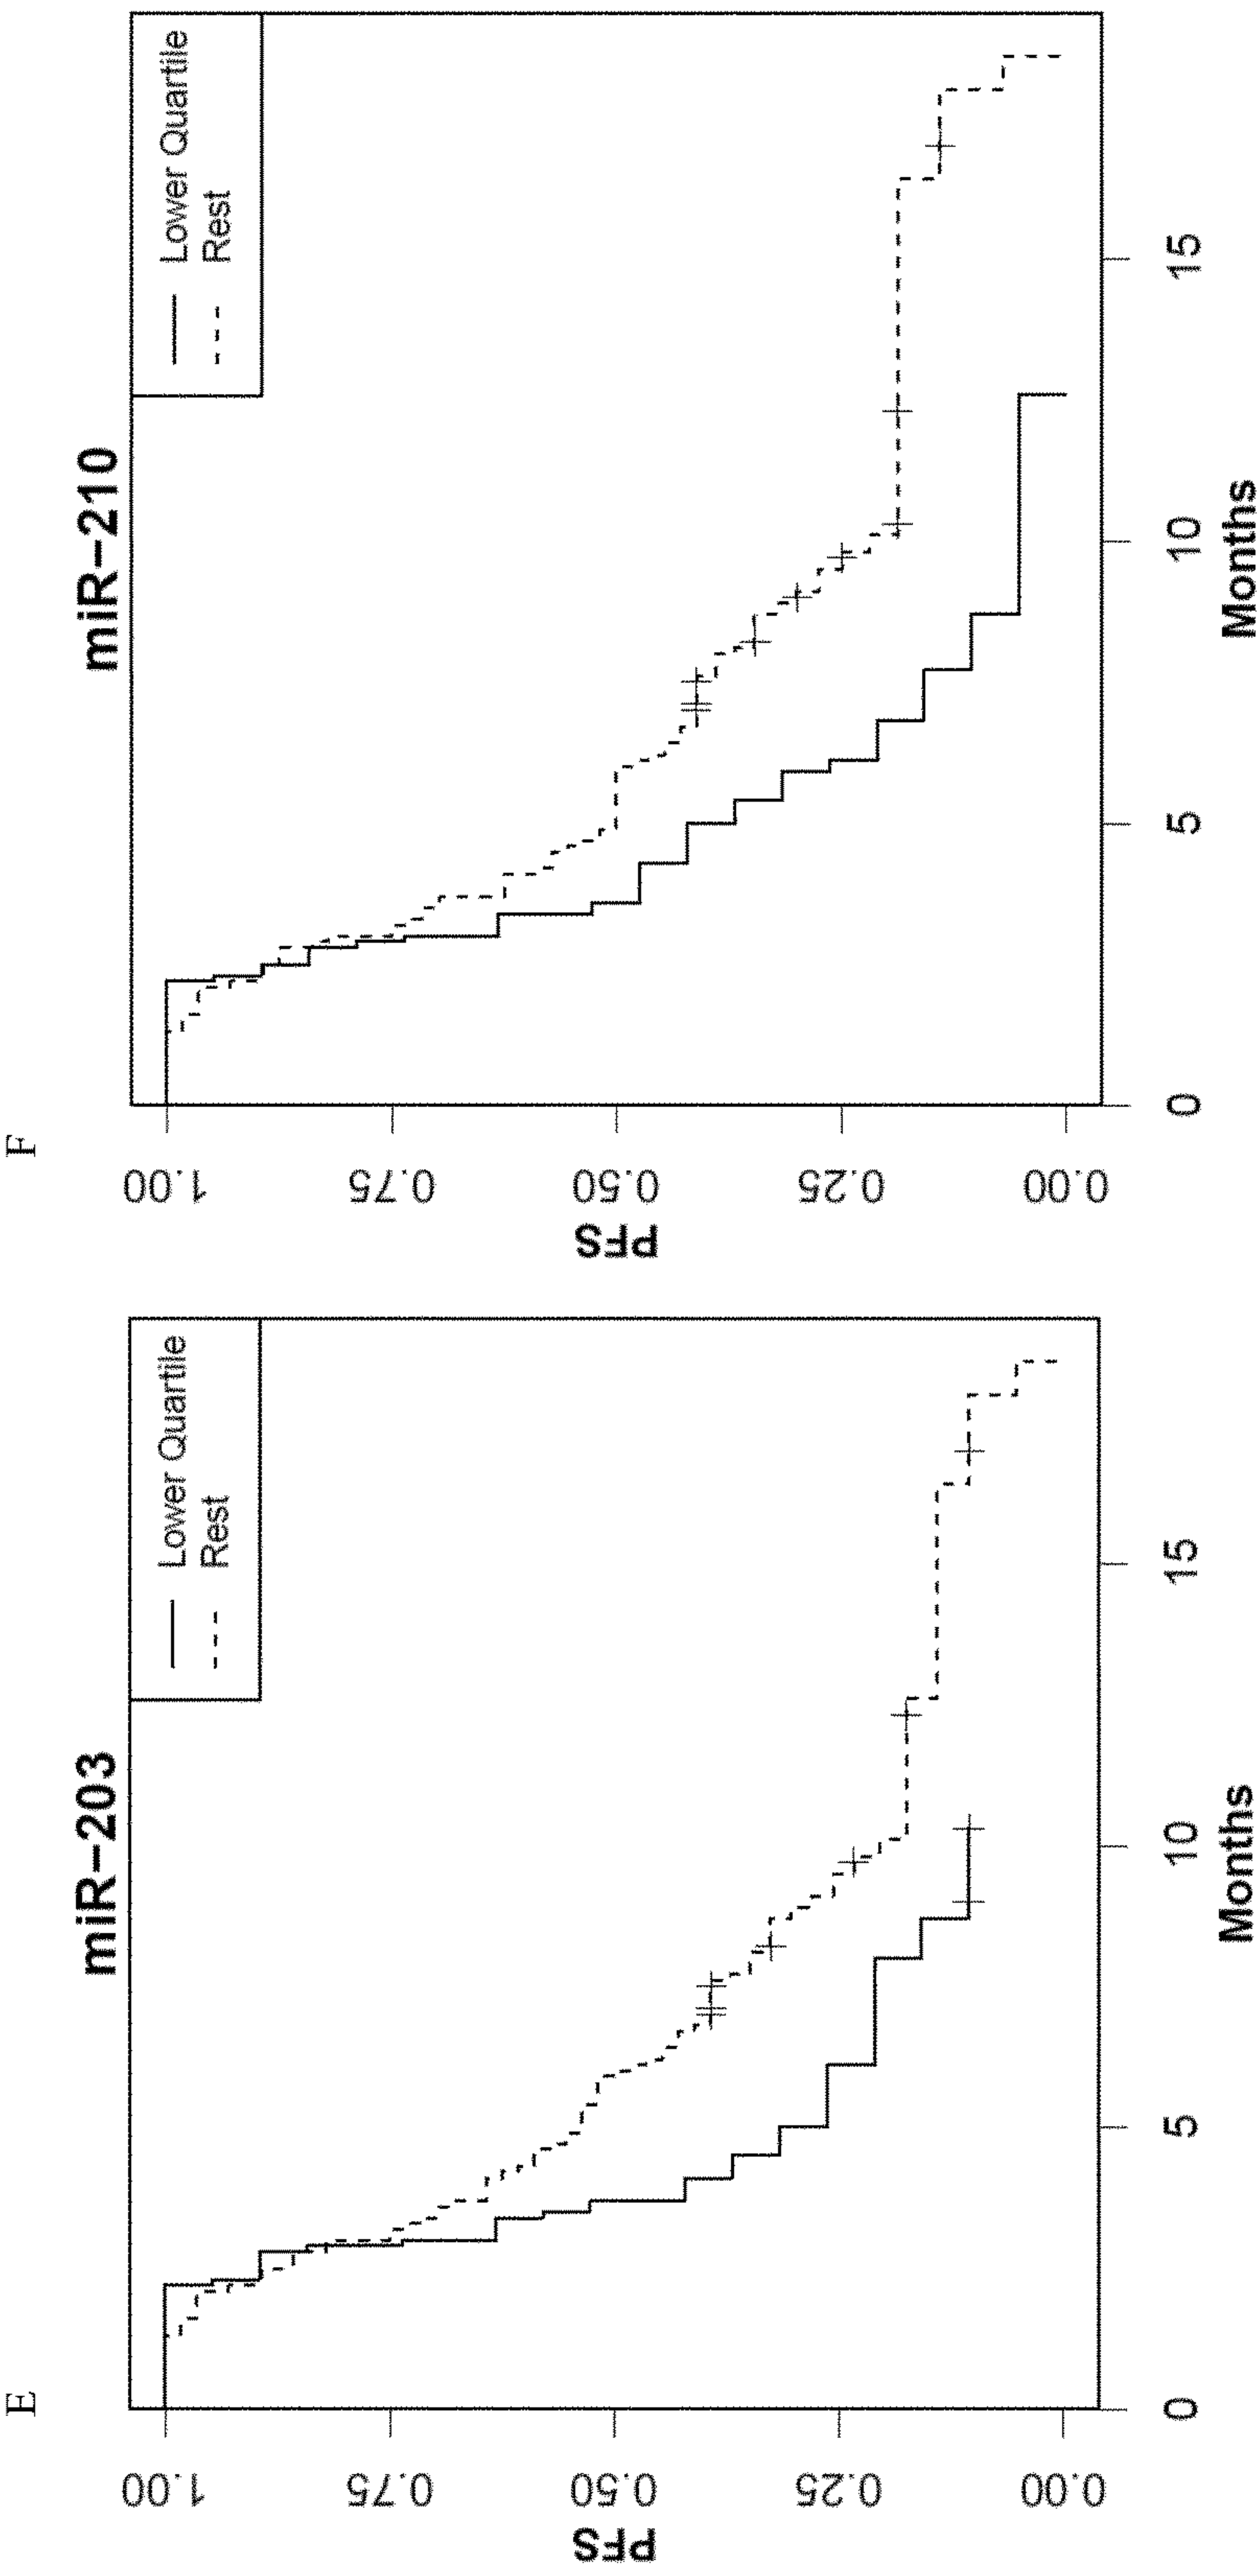 E
miR-203
Lower Quartile
Rest
PFS
1.00
0.75
0.50
0.25
0.00
0
5
10
15
Months
F
miR-210
Lower Quartile
Rest
PFS
1.00
0.75
0.50
0.25
0.00
0
5
10
15
Months